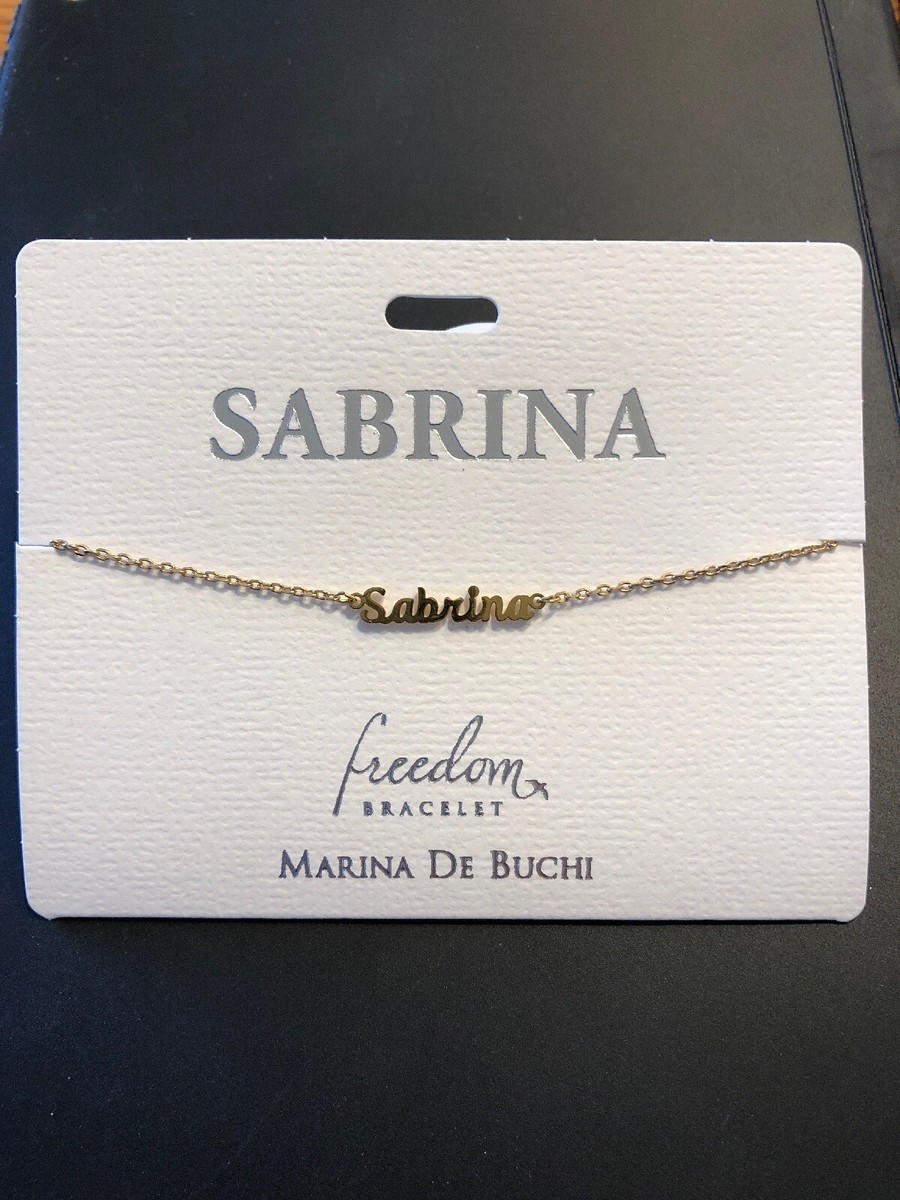 SABRINA
Sabrina
freedom
BRACELET
MARINA DE BUCHI